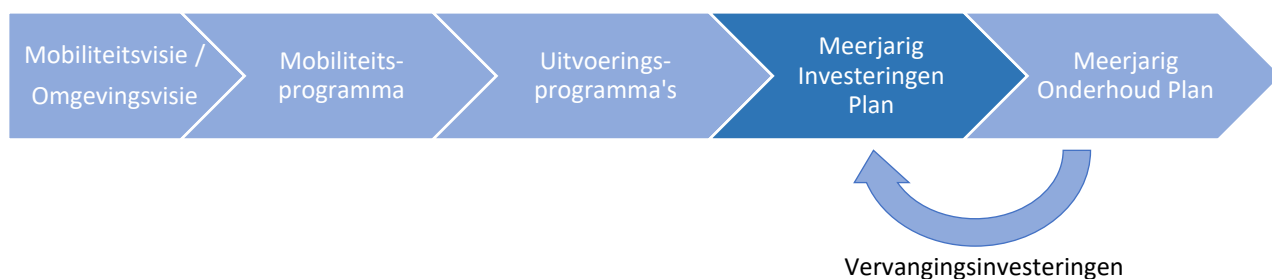 Mobiliteitsvisie /
Omgevingsvisie
Mobiliteits-
programma
Uitvoerings-
programma's
Meerjarig
Investeringen
Plan
Meerjarig
Onderhoud Plan
Vervangingsinvesteringen